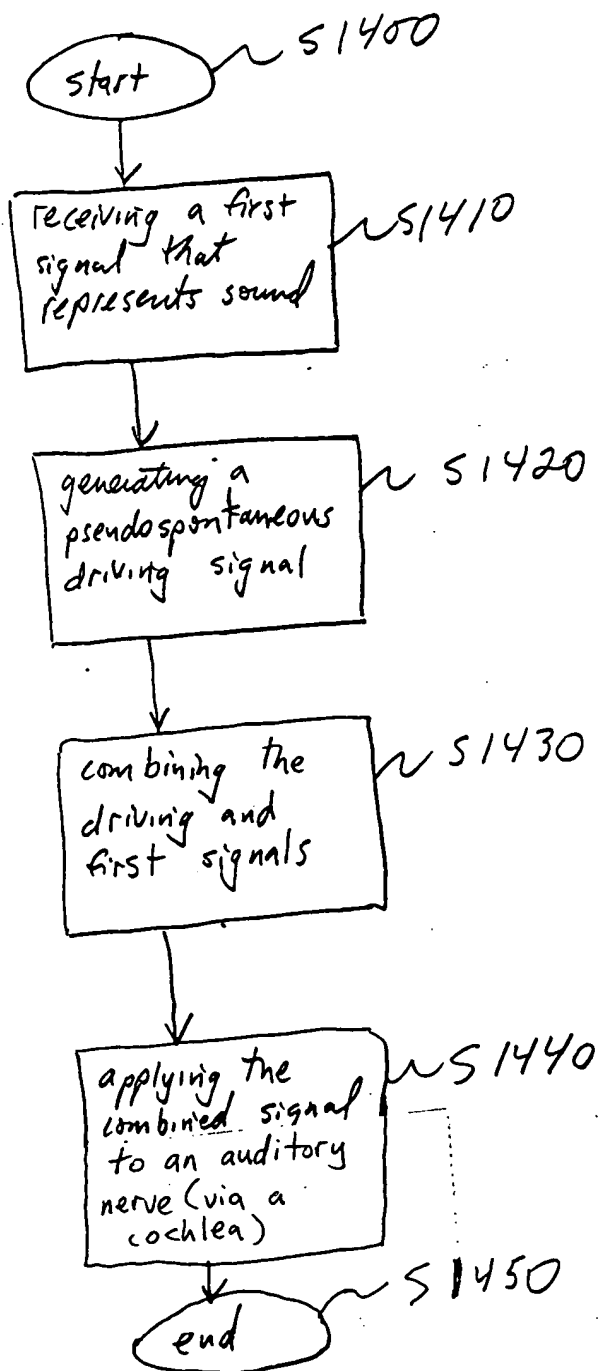 S1400
start
receiving a first
signal that
represents sound
S1410
generating a
pseudospontaneous
driving signal
S1420
combining the
driving and
first signals
S1430
applying the
combined signal
to an auditory
nerve (via a
cochlea)
S1440
S1450
end